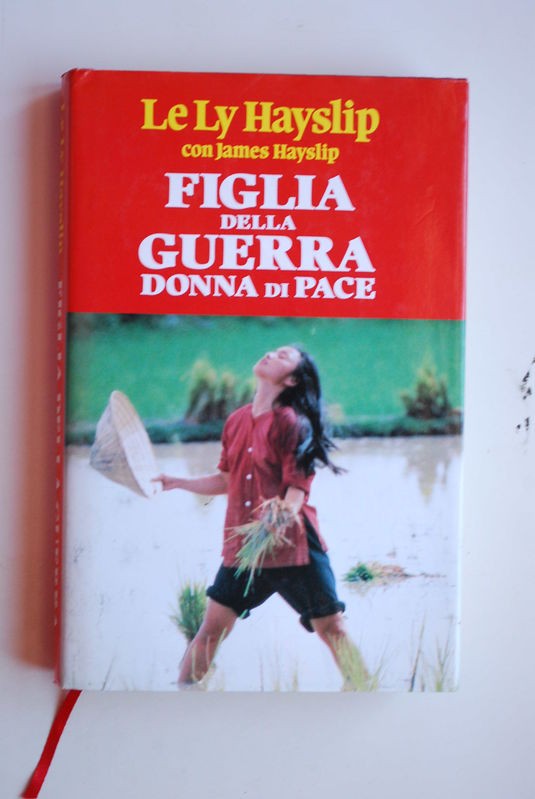 Le Ly Hayslip
con James Hayslip
FIGLIA
DELLA
GUERRA
DONNA DI PACE